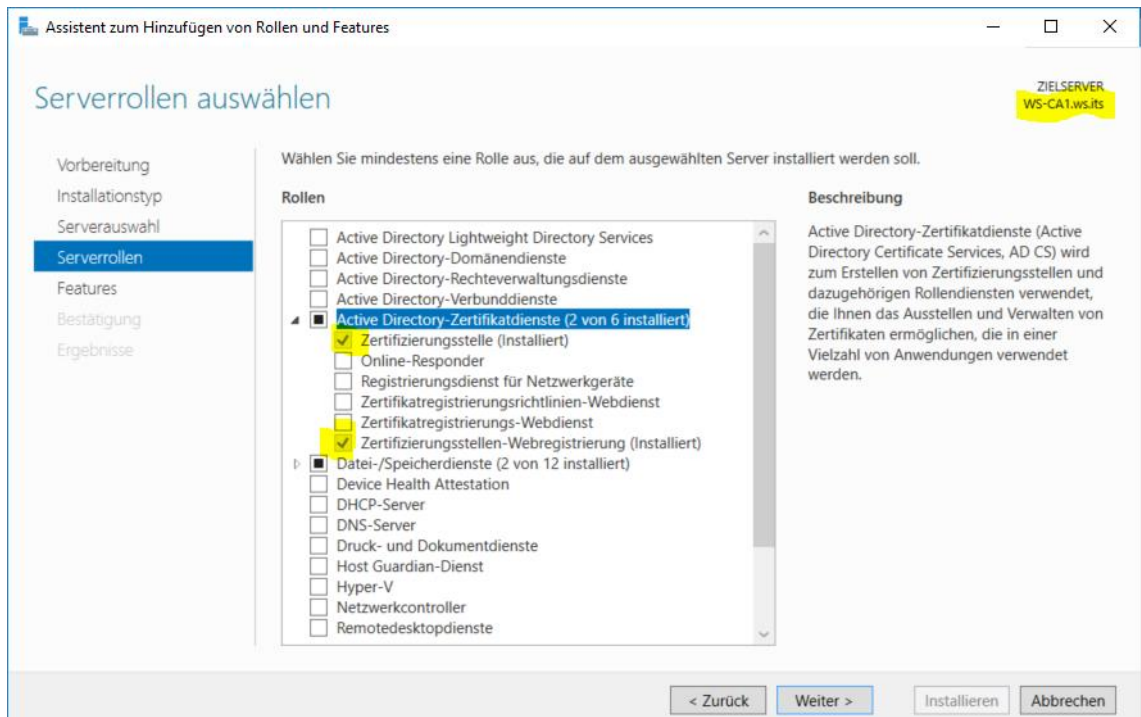 Assistent zum Hinzufügen von Rollen und Features
Serverrollen auswählen
ZIELSERVER
WS-CA1.ws.its
Vorbereitung
Installationstyp
Serverauswahl
Serverrollen
Features
Bestätigung
Ergebnisse
Wählen Sie mindestens eine Rolle aus, die auf dem ausgewählten Server installiert werden soll.
Rollen
Active Directory Lightweight Directory Services
Active Directory-Domänendienste
Active Directory-Rechteverwaltungsdienste
Active Directory-Verbunddienste
Active Directory-Zertifikatdienste (2 von 6 installiert)
Zertifizierungsstelle (Installiert)
Online-Responder
Registrierungsdienst für Netzwerkgeräte
Zertifikatregistrierungsrichtlinien-Webdienst
Zertifikatregistrierungs-Webdienst
Zertifizierungsstellen-Webregistrierung (Installiert)
Datei-/Speicherdienste (2 von 12 installiert)
Device Health Attestation
DHCP-Server
DNS-Server
Druck- und Dokumentdienste
Host Guardian-Dienst
Hyper-V
Netzwerkcontroller
Remotedesktopdienste
Beschreibung
Active Directory-Zertifikatdienste (Active
Directory Certificate Services, AD CS) wird
zum Erstellen von Zertifizierungsstellen und
dazugehörigen Rollendiensten verwendet,
die Ihnen das Ausstellen und Verwalten von
Zertifikaten ermöglichen, die in einer
Vielzahl von Anwendungen verwendet
werden.
< Zurück
Weiter >
Installieren
Abbrechen